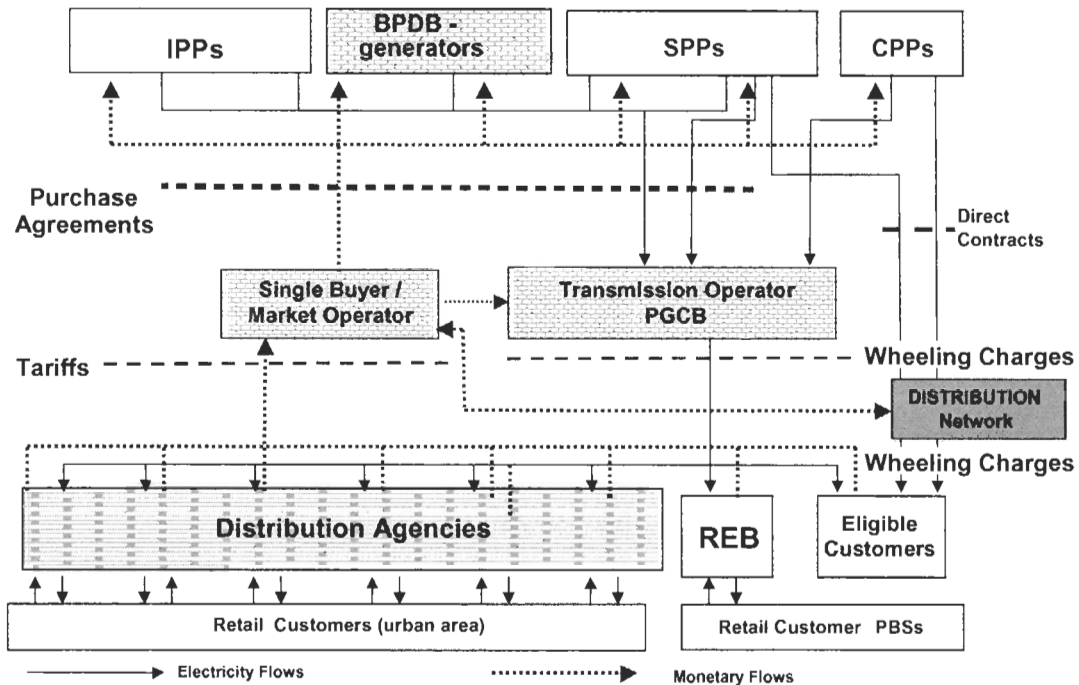 IPPs
BPDB -
generators
SPPs
CPPs
Purchase
Agreements
Direct
Contracts
Single Buyer /
Market Operator
Transmission Operator
PGCB
Tariffs
Wheeling Charges
DISTRIBUTION
Network
Wheeling Charges
Distribution Agencies
REB
Eligible
Customers
Retail Customers (urban area)
Retail Customer PBSs
Electricity Flows
Monetary Flows